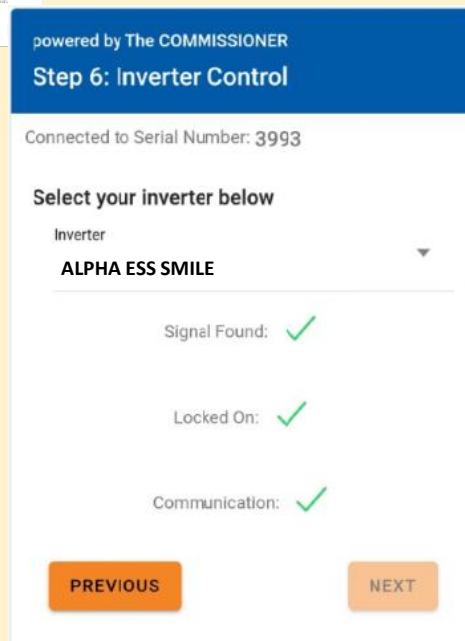 powered by The COMMISSIONER
Step 6: Inverter Control
Connected to Serial Number: 3993
Select your inverter below
Inverter
ALPHA ESS SMILE
Signal Found:
Locked On:
Communication:
PREVIOUS NEXT